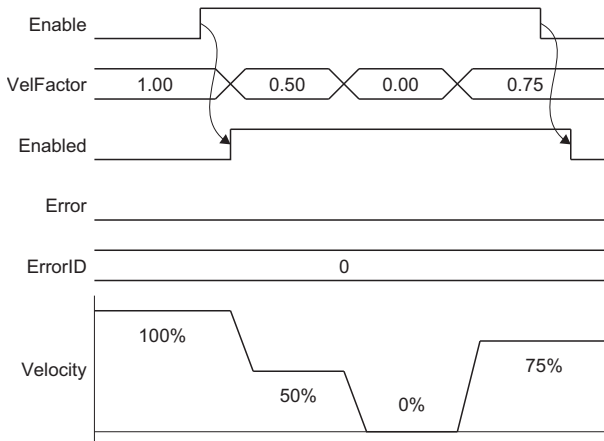 Enable
VelFactor
1.00 0.50 0.00 0.75
Enabled
Error
ErrorID
0
Velocity
100%
50%
0%
75%